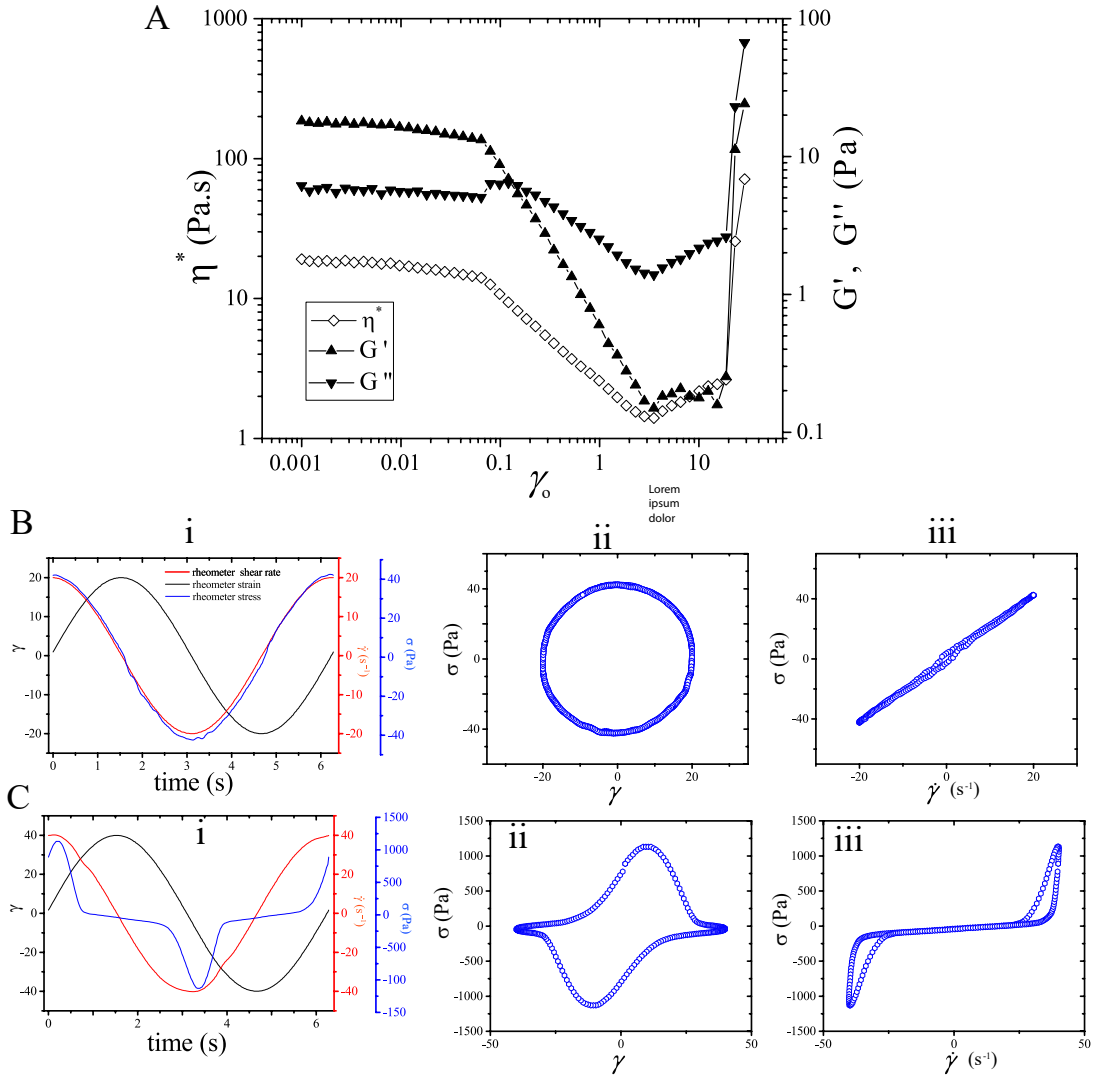 A
1000
100
10
1
η* (Pa.s)
100
10
1
0.1
G', G'' (Pa)
η*
G'
G''
0.001 0.01 0.1 1 10
γo
Lorem
ipsum
dolor
B
i
ii
iii
rheometer shear rate
rheometer strain
rheometer stress
20
10
0
-10
-20
γ
20
10
0
-10
-20
γ̇ (s⁻¹)
40
20
0
-20
-40
σ (Pa)
0 1 2 3 4 5 6
time (s)
40
0
-40
σ (Pa)
-20 0 20
γ
40
0
-40
σ (Pa)
-20 0 20
γ̇ (s⁻¹)
C
i
ii
iii
40
20
0
-20
-40
γ
40
20
0
-20
-40
γ̇ (s⁻¹)
1500
1000
500
0
-500
-1000
-150
σ (Pa)
0 2 4 6
time (s)
1500
1000
500
0
-500
-1000
-1500
σ (Pa)
-50 0 50
γ
1500
1000
500
0
-500
-1000
-1500
σ (Pa)
-50 0 50
γ̇ (s⁻¹)